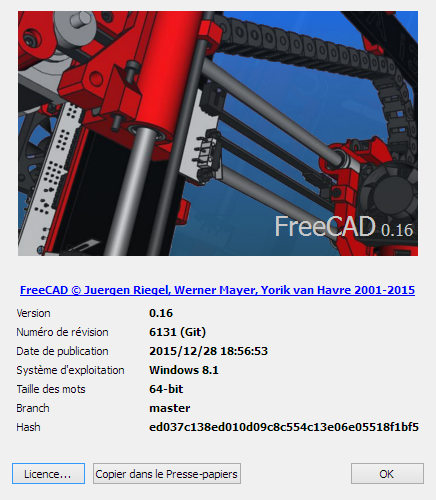 FreeCAD 0.16
FreeCAD © Juergen Riegel, Werner Mayer, Yorik van Havre 2001-2015
Version 0.16
Numéro de révision 6131 (Git)
Date de publication 2015/12/28 18:56:53
Système d'exploitation Windows 8.1
Taille des mots 64-bit
Branch master
Hash ed037c138ed010d09c8c554c13e06e05518f1bf5
Licence... Copier dans le Presse-papiers OK